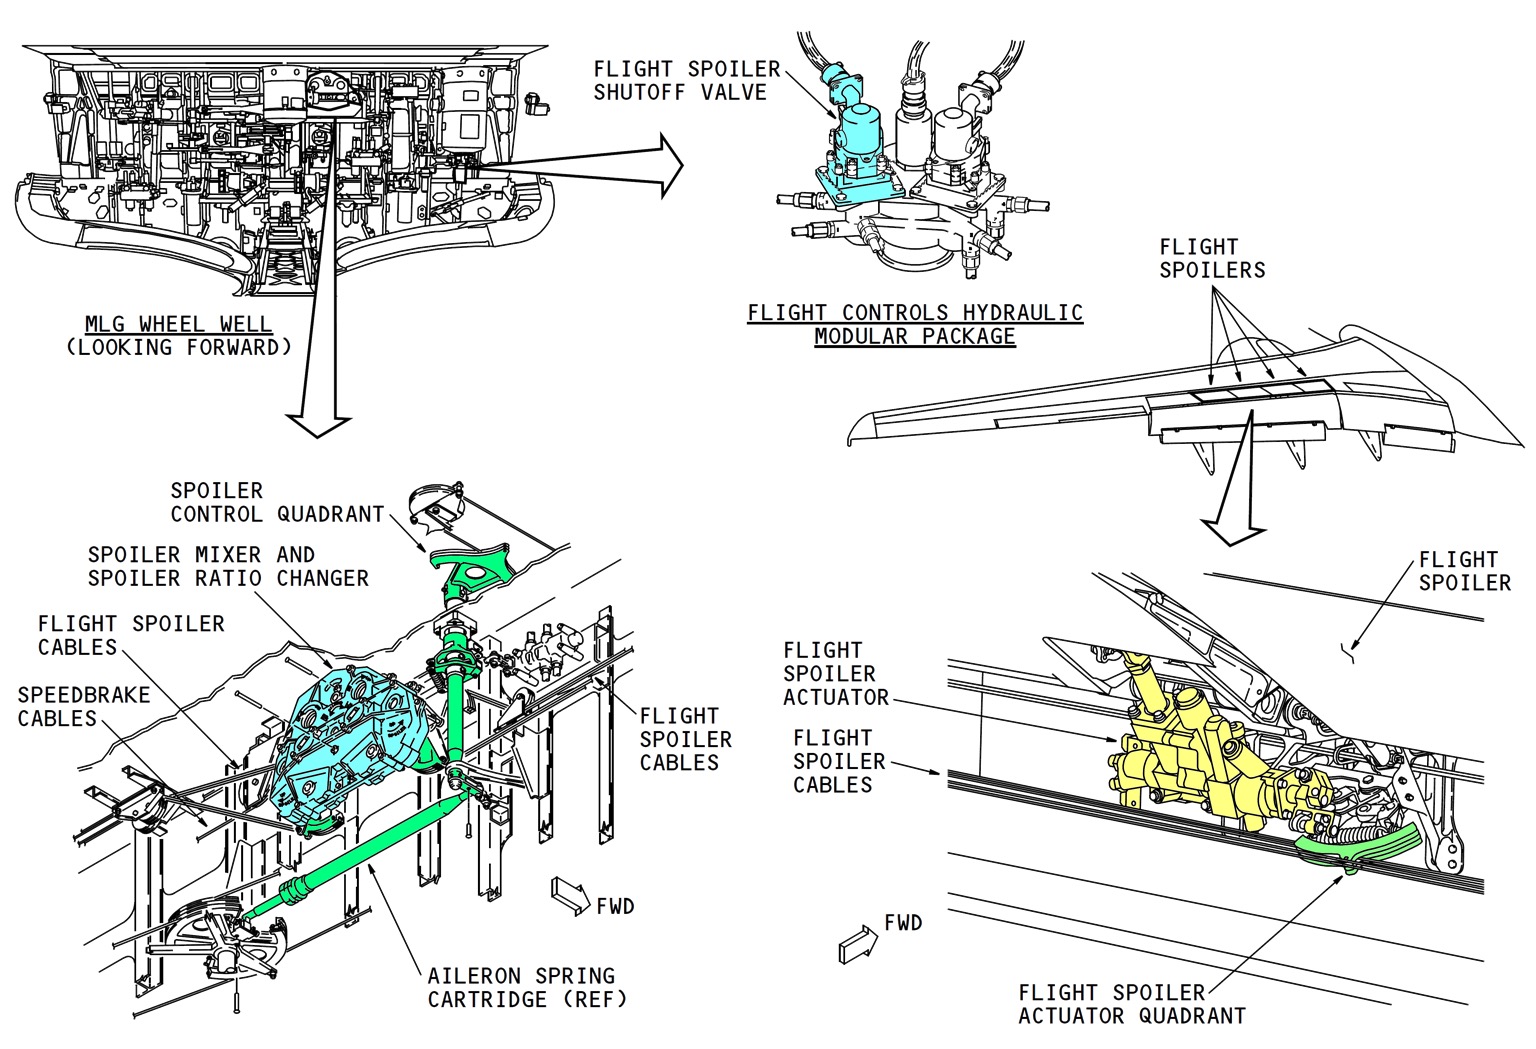 FLIGHT SPOILER
SHUTOFF VALVE
MLG WHEEL WELL
(LOOKING FORWARD)
FLIGHT CONTROLS HYDRAULIC
MODULAR PACKAGE
FLIGHT
SPOILERS
SPOILER
CONTROL QUADRANT
SPOILER MIXER AND
SPOILER RATIO CHANGER
FLIGHT SPOILER
CABLES
SPEEDBRAKE
CABLES
FLIGHT
SPOILER
CABLES
FWD
AILERON SPRING
CARTRIDGE (REF)
FLIGHT
SPOILER
FLIGHT
SPOILER
ACTUATOR
FLIGHT
SPOILER
CABLES
FWD
FLIGHT SPOILER
ACTUATOR QUADRANT